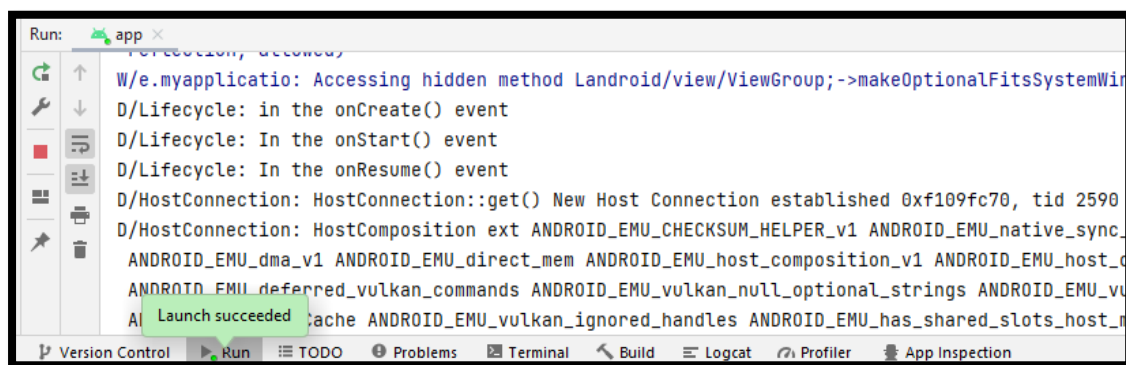 Run: app
reflection, allowed)
W/e.myapplicatio: Accessing hidden method Landroid/view/ViewGroup;->makeOptionalFitsSystemWin
D/Lifecycle: in the onCreate() event
D/Lifecycle: In the onStart() event
D/Lifecycle: In the onResume() event
D/HostConnection: HostConnection::get() New Host Connection established 0xf109fc70, tid 2590
D/HostConnection: HostComposition ext ANDROID_EMU_CHECKSUM_HELPER_v1 ANDROID_EMU_native_sync_
ANDROID_EMU_dma_v1 ANDROID_EMU_direct_mem ANDROID_EMU_host_composition_v1 ANDROID_EMU_host_c
ANDROID_EMU_deferred_vulkan_commands ANDROID_EMU_vulkan_null_optional_strings ANDROID_EMU_vu
Cache ANDROID_EMU_vulkan_ignored_handles ANDROID_EMU_has_shared_slots_host_m
Launch succeeded
Version Control Run TODO Problems Terminal Build Logcat Profiler App Inspection